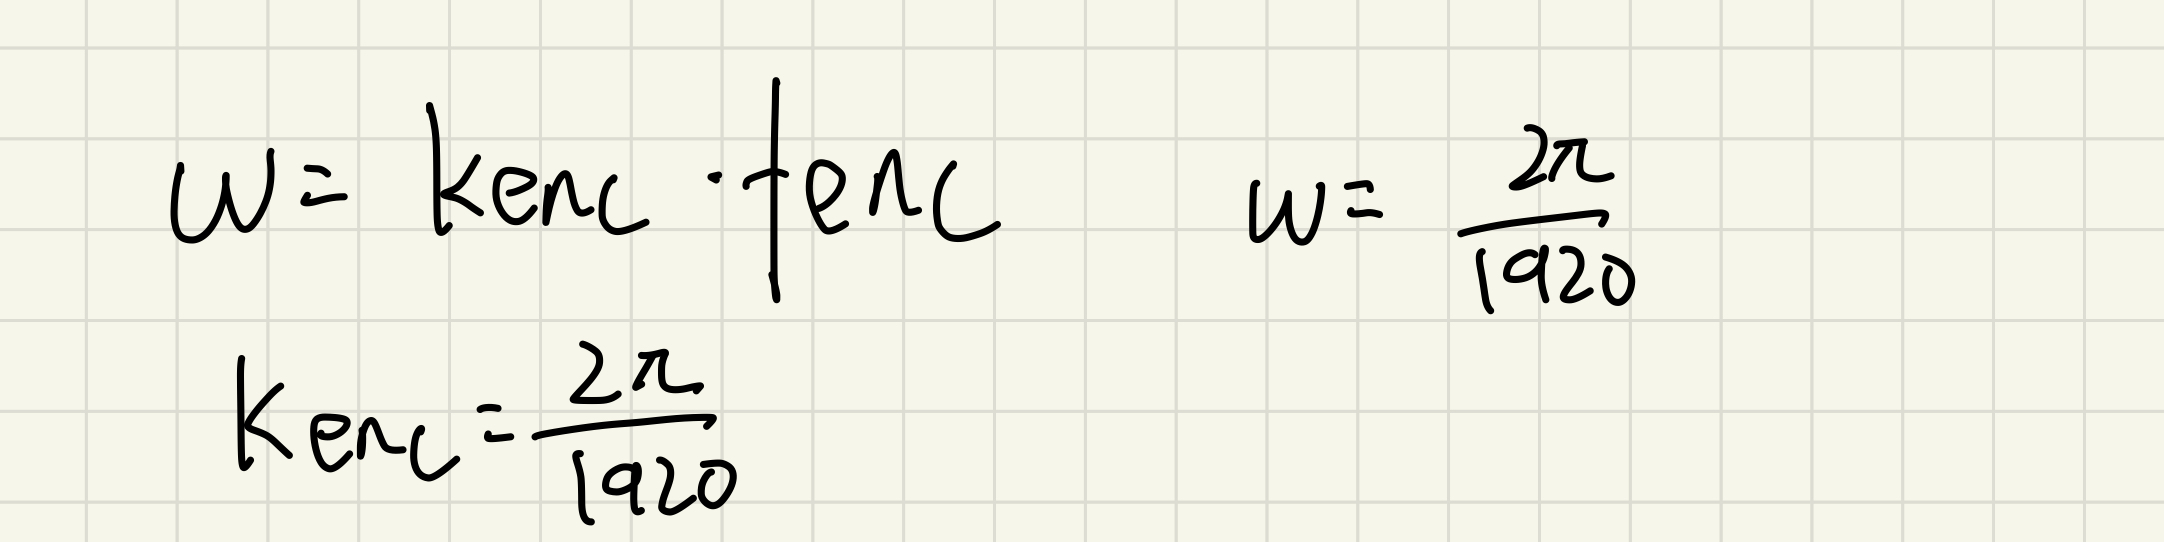 w = kenc · fenc w = 2π/1920
kenc = 2π/1920